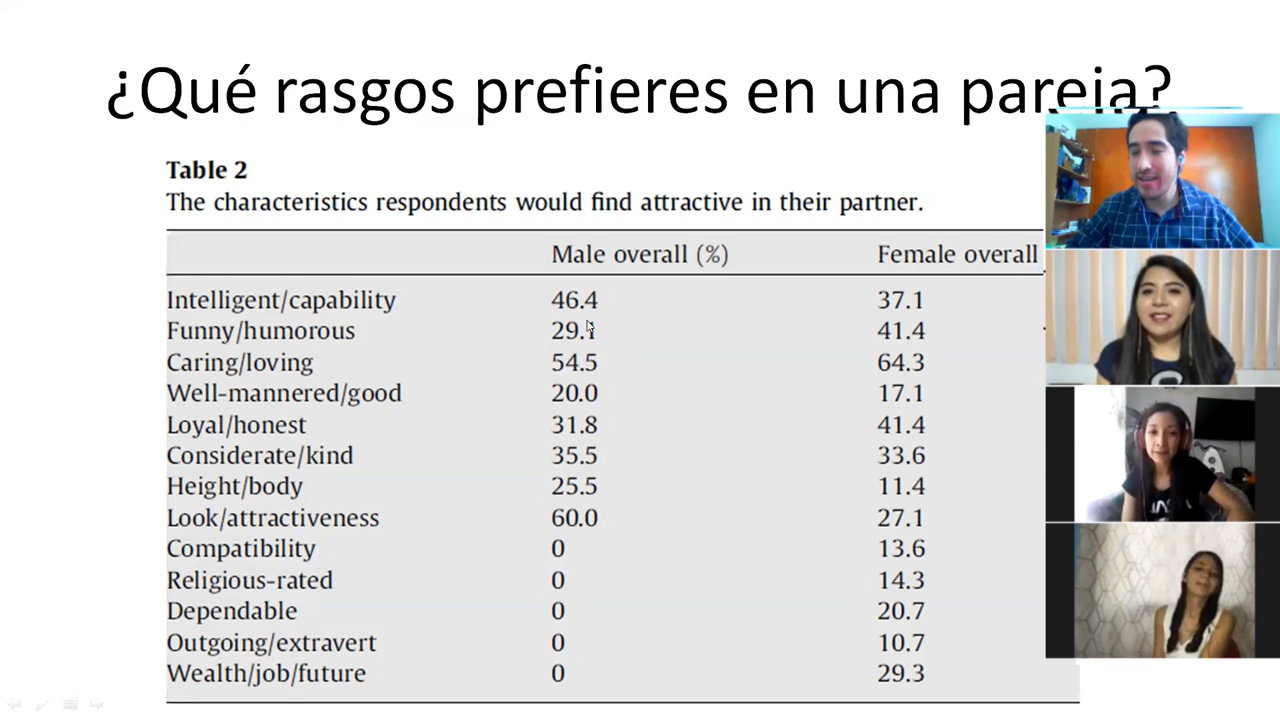 ¿Qué rasgos prefieres en una pareja?
Table 2
The characteristics respondents would find attractive in their partner.
Male overall (%) Female overall
Intelligent/capability 46.4 37.1
Funny/humorous 29.1 41.4
Caring/loving 54.5 64.3
Well-mannered/good 20.0 17.1
Loyal/honest 31.8 41.4
Considerate/kind 35.5 33.6
Height/body 25.5 11.4
Look/attractiveness 60.0 27.1
Compatibility 0 13.6
Religious-rated 0 14.3
Dependable 0 20.7
Outgoing/extravert 0 10.7
Wealth/job/future 0 29.3